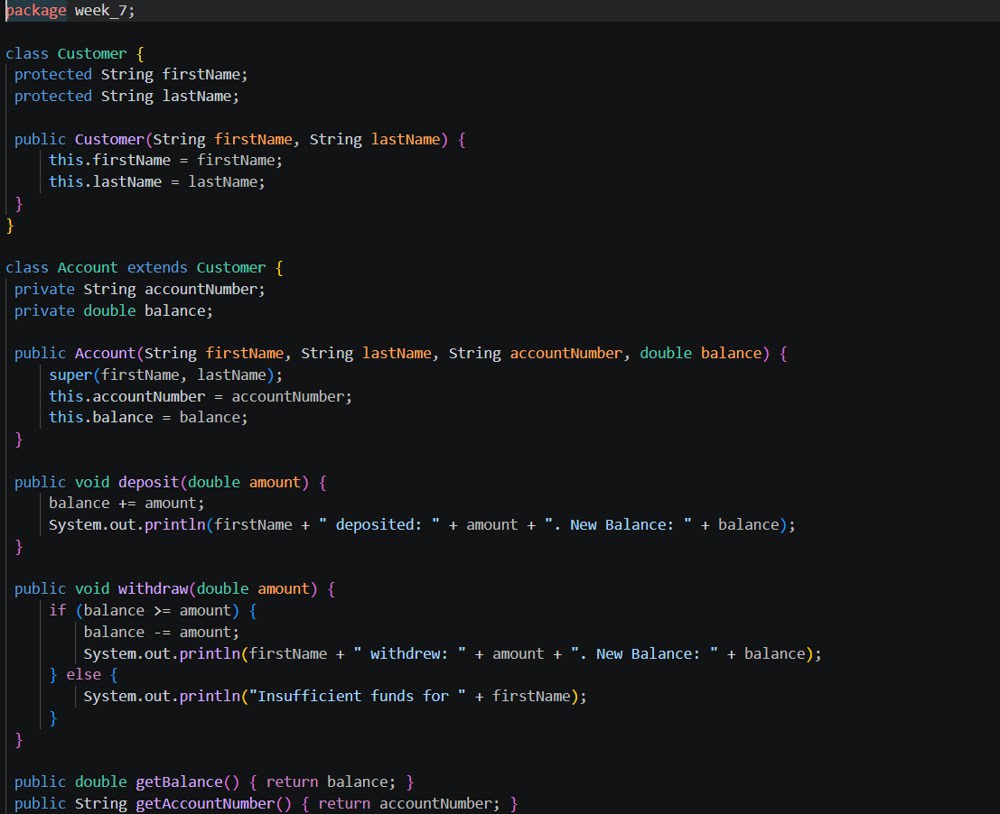 package week_7;

class Customer {
 protected String firstName;
 protected String lastName;

 public Customer(String firstName, String lastName) {
     this.firstName = firstName;
     this.lastName = lastName;
 }
}

class Account extends Customer {
 private String accountNumber;
 private double balance;

 public Account(String firstName, String lastName, String accountNumber, double balance) {
     super(firstName, lastName);
     this.accountNumber = accountNumber;
     this.balance = balance;
 }

 public void deposit(double amount) {
     balance += amount;
     System.out.println(firstName + " deposited: " + amount + ". New Balance: " + balance);
 }

 public void withdraw(double amount) {
     if (balance >= amount) {
         balance -= amount;
         System.out.println(firstName + " withdrew: " + amount + ". New Balance: " + balance);
     } else {
         System.out.println("Insufficient funds for " + firstName);
     }
 }

 public double getBalance() { return balance; }
 public String getAccountNumber() { return accountNumber; }